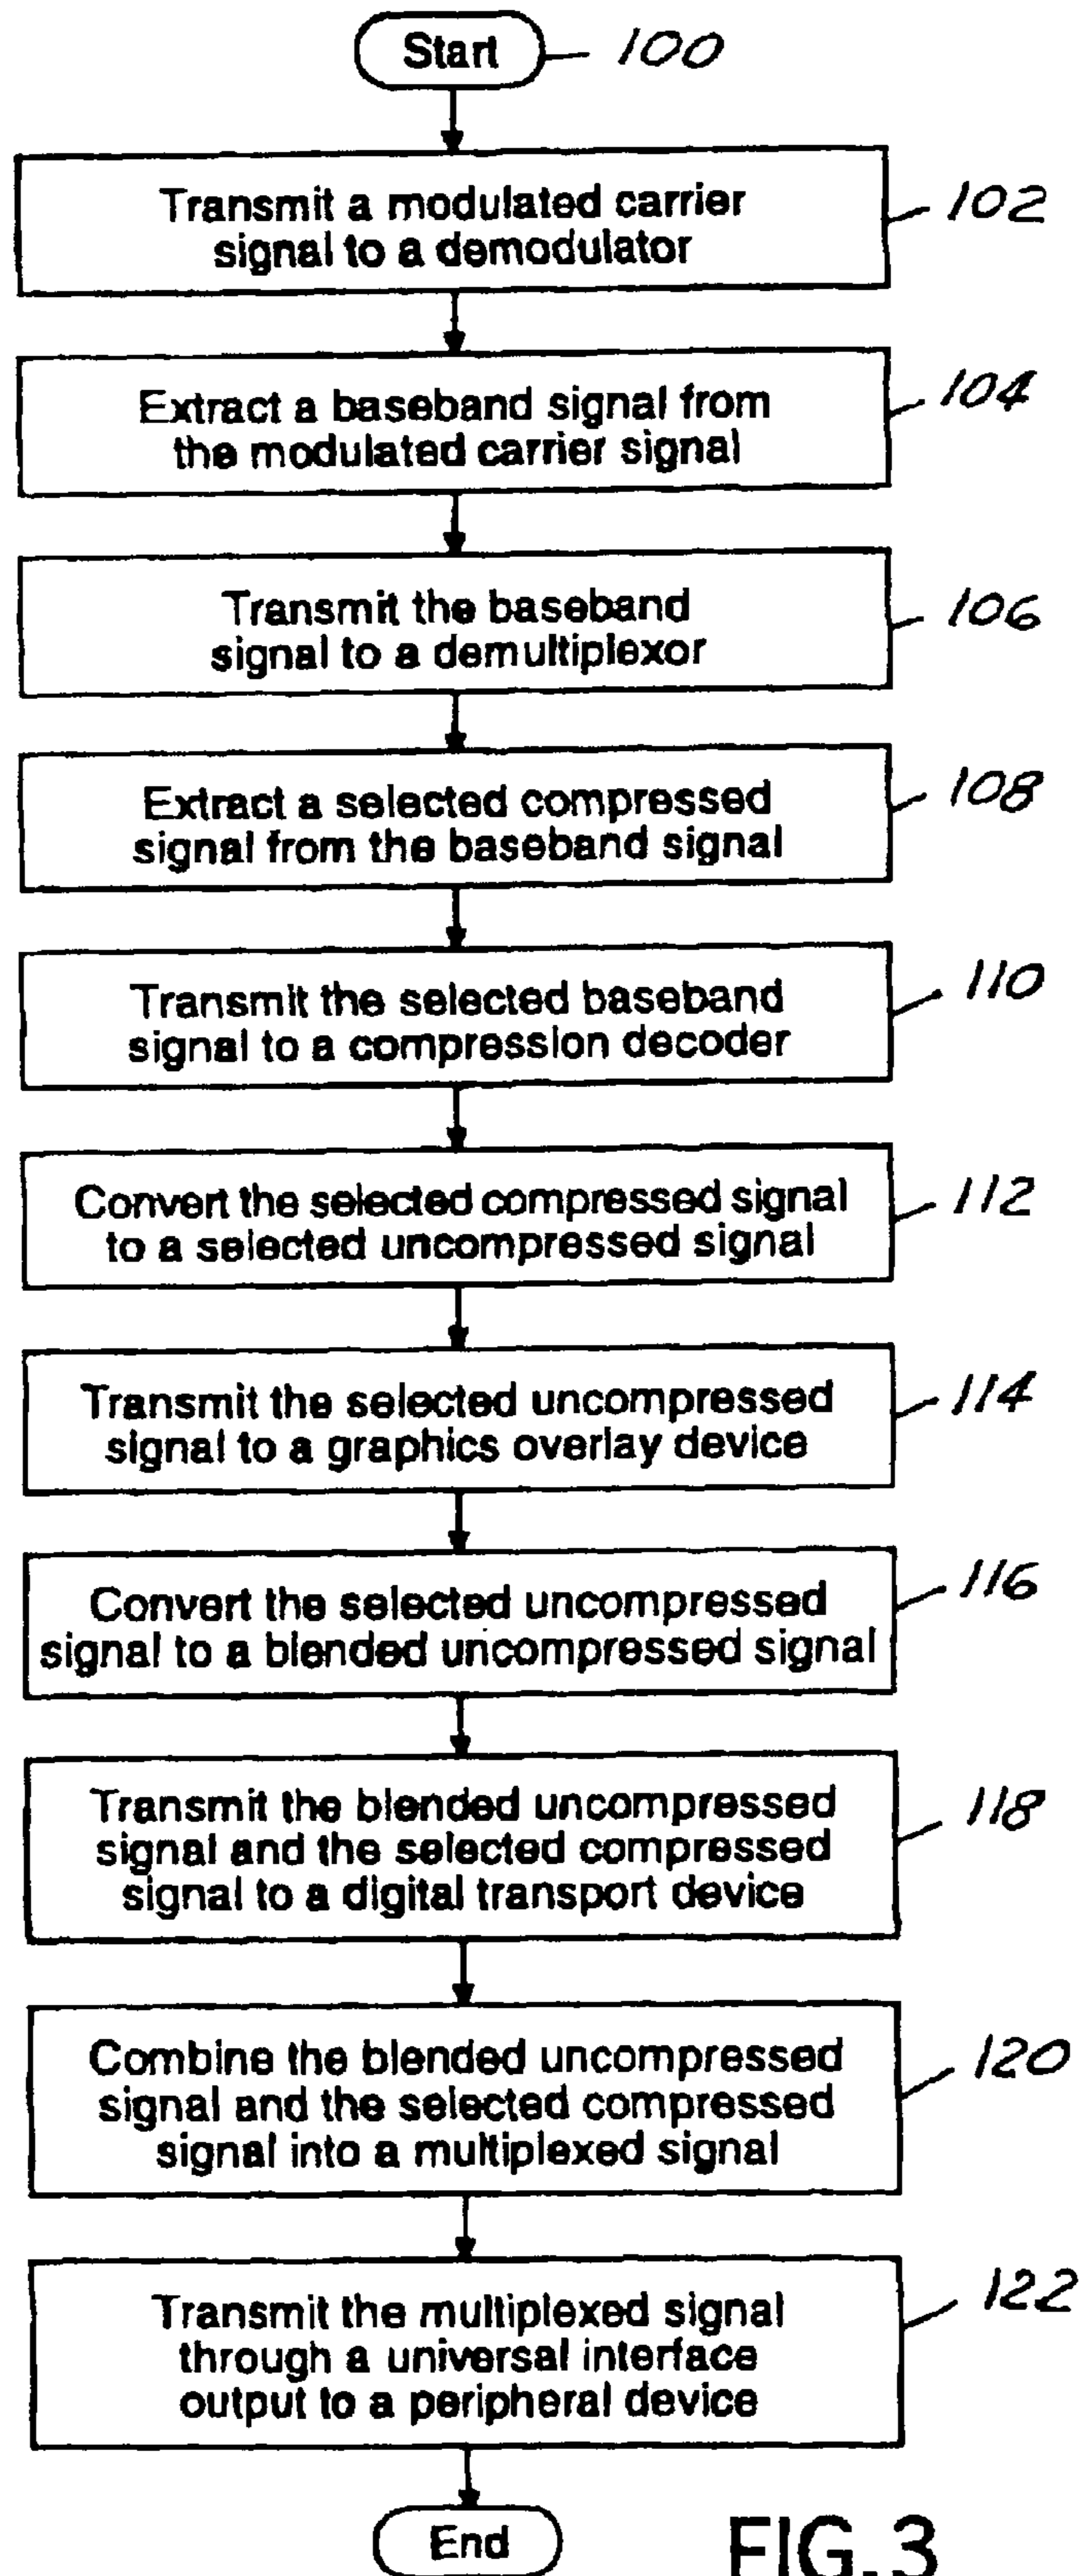 Start 100
Transmit a modulated carrier
signal to a demodulator
102
Extract a baseband signal from
the modulated carrier signal
104
Transmit the baseband
signal to a demultiplexor
106
Extract a selected compressed
signal from the baseband signal
108
Transmit the selected baseband
signal to a compression decoder
110
Convert the selected compressed signal
to a selected uncompressed signal
112
Transmit the selected uncompressed
signal to a graphics overlay device
114
Convert the selected uncompressed
signal to a blended uncompressed signal
116
Transmit the blended uncompressed
signal and the selected compressed
signal to a digital transport device
118
Combine the blended uncompressed
signal and the selected compressed
signal into a multiplexed signal
120
Transmit the multiplexed signal
through a universal interface
output to a peripheral device
122
End
FIG.3